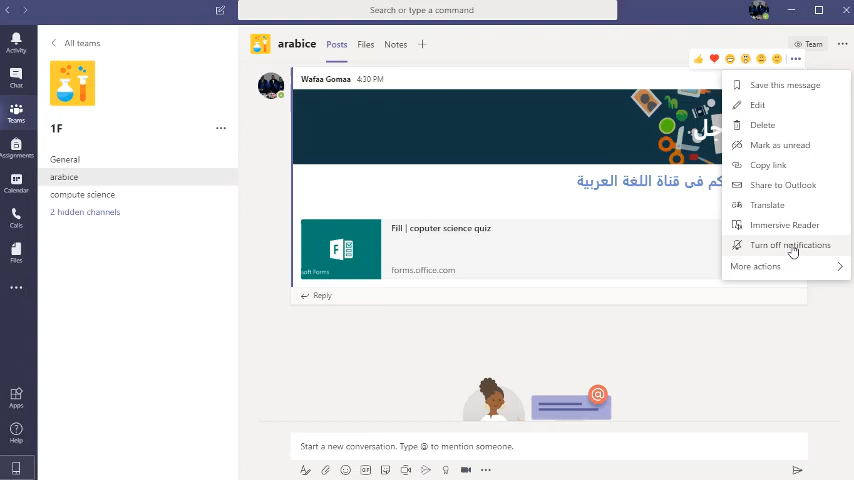 Search or type a command
Activity
Chat
Teams
Assignments
Calendar
Calls
Files
Apps
Help
All teams
1F
General
arabice
compute science
2 hidden channels
arabice
Posts
Files
Notes
Team
Wafaa Gomaa 4:30 PM
فى قناة اللغة العربية
Fill | coputer science quiz
forms.office.com
soft Forms
Reply
Save this message
Edit
Delete
Mark as unread
Copy link
Share to Outlook
Translate
Immersive Reader
Turn off notifications
More actions
@
Start a new conversation. Type @ to mention someone.